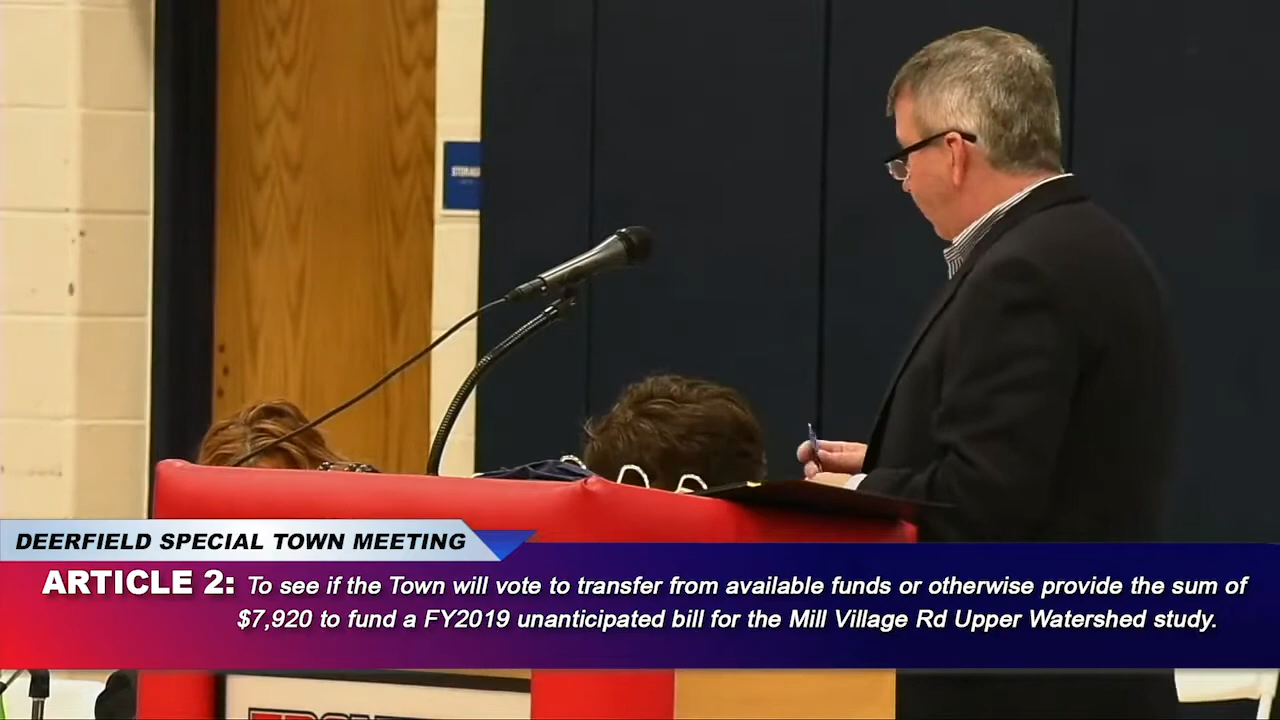 STORAGE
DEERFIELD SPECIAL TOWN MEETING
ARTICLE 2: To see if the Town will vote to transfer from available funds or otherwise provide the sum of
$7,920 to fund a FY2019 unanticipated bill for the Mill Village Rd Upper Watershed study.